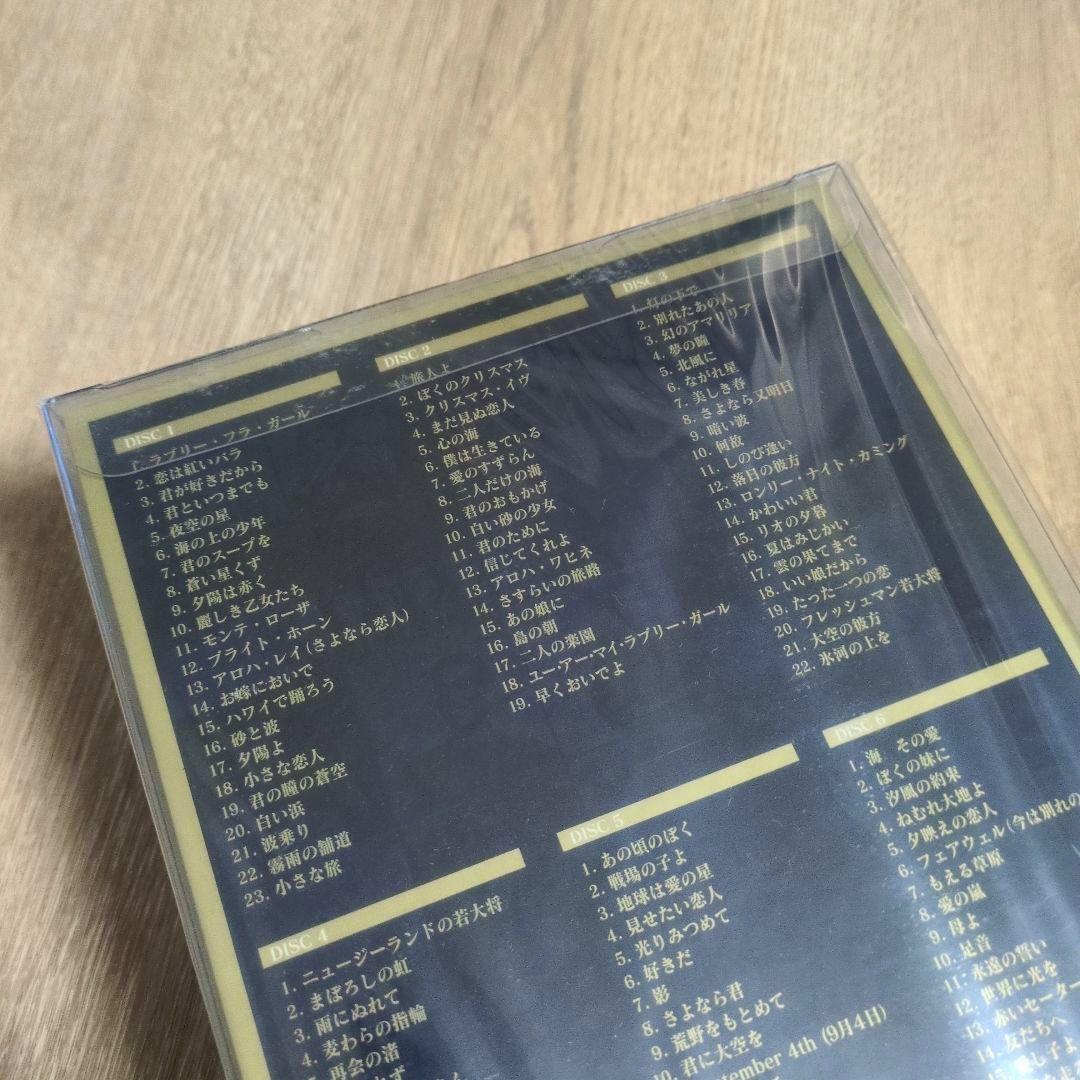 DISC 1
1. ラブリー・フラ・ガール
2. 恋は紅いバラ
3. 君が好きだから
4. 君といつまでも
5. 夜空の星
6. 海の上の少年
7. 君のスープを
8. 蒼い星くず
9. 夕陽は赤く
10. 麗しき乙女たち
11. モンテ・ローザ
12. ブライト・ホーン
13. アロハ・レイ(さよなら恋人)
14. お嫁においで
15. ハワイで踊ろう
16. 砂と波
17. 夕陽よ
18. 小さな恋人
19. 君の瞳の蒼空
20. 白い浜
21. 波乗り
22. 霧雨の舗道
23. 小さな旅
DISC 2
1. 旅人よ
2. ぼくのクリスマス
3. クリスマス・イヴ
4. まだ見ぬ恋人
5. 心の海
6. 僕は生きている
7. 愛のすずらん
8. 二人だけの海
9. 君のおもかげ
10. 白い砂の少女
11. 君のために
12. 信じてくれよ
13. アロハ・ワヒネ
14. さすらいの旅路
15. あの娘に
16. 島の朝
17. 二人の楽園
18. ユー・アー・マイ・ラブリー・ガール
19. 早くおいでよ
DISC 3
1. 灯の下で
2. 別れたあの人
3. 幻のアマリリア
4. 夢の瞳
5. 北風に
6. ながれ星
7. 美しき春
8. さよなら又明日
9. 暗い波
10. 何故
11. しのび逢い
12. 落日の彼方
13. ロンリー・ナイト・カミング
14. かわいい君
15. リオの夕暮
16. 夏はみじかい
17. 雲の果てまで
18. いい娘だから
19. たった一つの恋
20. フレッシュマン若大将
21. 大空の彼方
22. 氷河の上を
DISC 4
1. ニュージーランドの若大将
2. まぼろしの虹
3. 雨にぬれて
4. 麦わらの指輪
5. 再会の渚
DISC 5
1. あの頃のぼく
2. 戦場の子よ
3. 地球は愛の星
4. 見せたい恋人
5. 光りみつめて
6. 好きだ
7. 影
8. さよなら君
9. 荒野をもとめて
10. 君に大空を
tember 4th (9月4日)
DISC 6
1. 海 その愛
2. ぼくの妹に
3. 汐風の約束
4. ねむれ大地よ
5. 夕映えの恋人
6. フェアウェル(今は別れの
7. もえる草原
8. 愛の嵐
9. 母よ
10. 足音
11. 永遠の誓い
12. 世界に光を
13. 赤いセーター
14. 友だちへ
し子よ